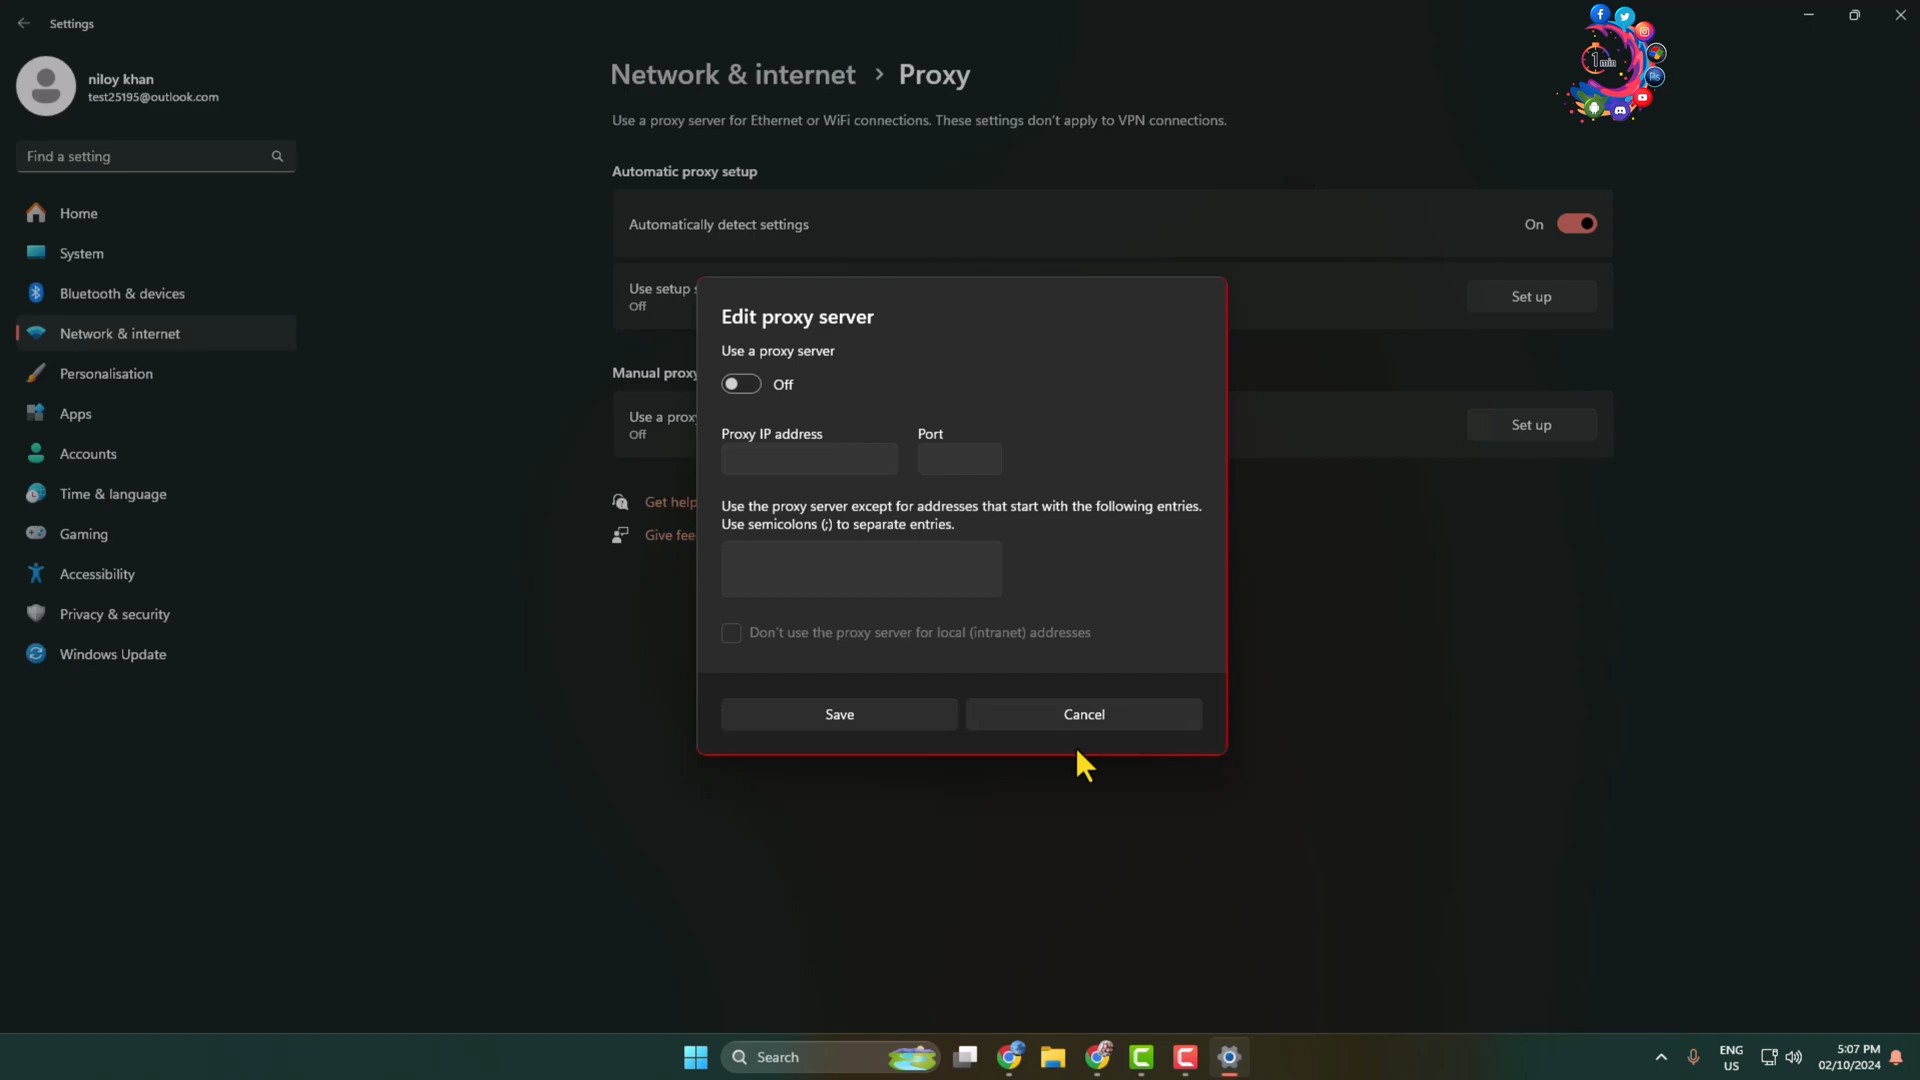 Settings
niloy khan
test25195@outlook.com
Find a setting
Home
System
Bluetooth & devices
Network & internet
Personalisation
Apps
Accounts
Time & language
Gaming
Accessibility
Privacy & security
Windows Update
Network & internet > Proxy
Use a proxy server for Ethernet or WiFi connections. These settings don't apply to VPN connections.
Automatic proxy setup
Automatically detect settings
On
Use setup s
Off
Set up
Manual proxy
Use a proxy
Off
Set up
Get help
Give fee
Edit proxy server
Use a proxy server
Off
Proxy IP address
Port
Use the proxy server except for addresses that start with the following entries.
Use semicolons (;) to separate entries.
Don't use the proxy server for local (intranet) addresses
Save
Cancel
1 min
Ps
Search
ENG
US
5:07 PM
02/10/2024